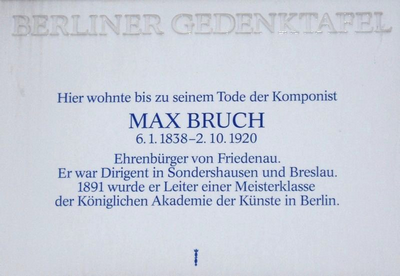 BERLINER GEDENKTAFEL
Hier wohnte bis zu seinem Tode der Komponist
MAX BRUCH
6. 1. 1838–2. 10. 1920
Ehrenbürger von Friedenau.
Er war Dirigent in Sondershausen und Breslau.
1891 wurde er Leiter einer Meisterklasse
der Königlichen Akademie der Künste in Berlin.